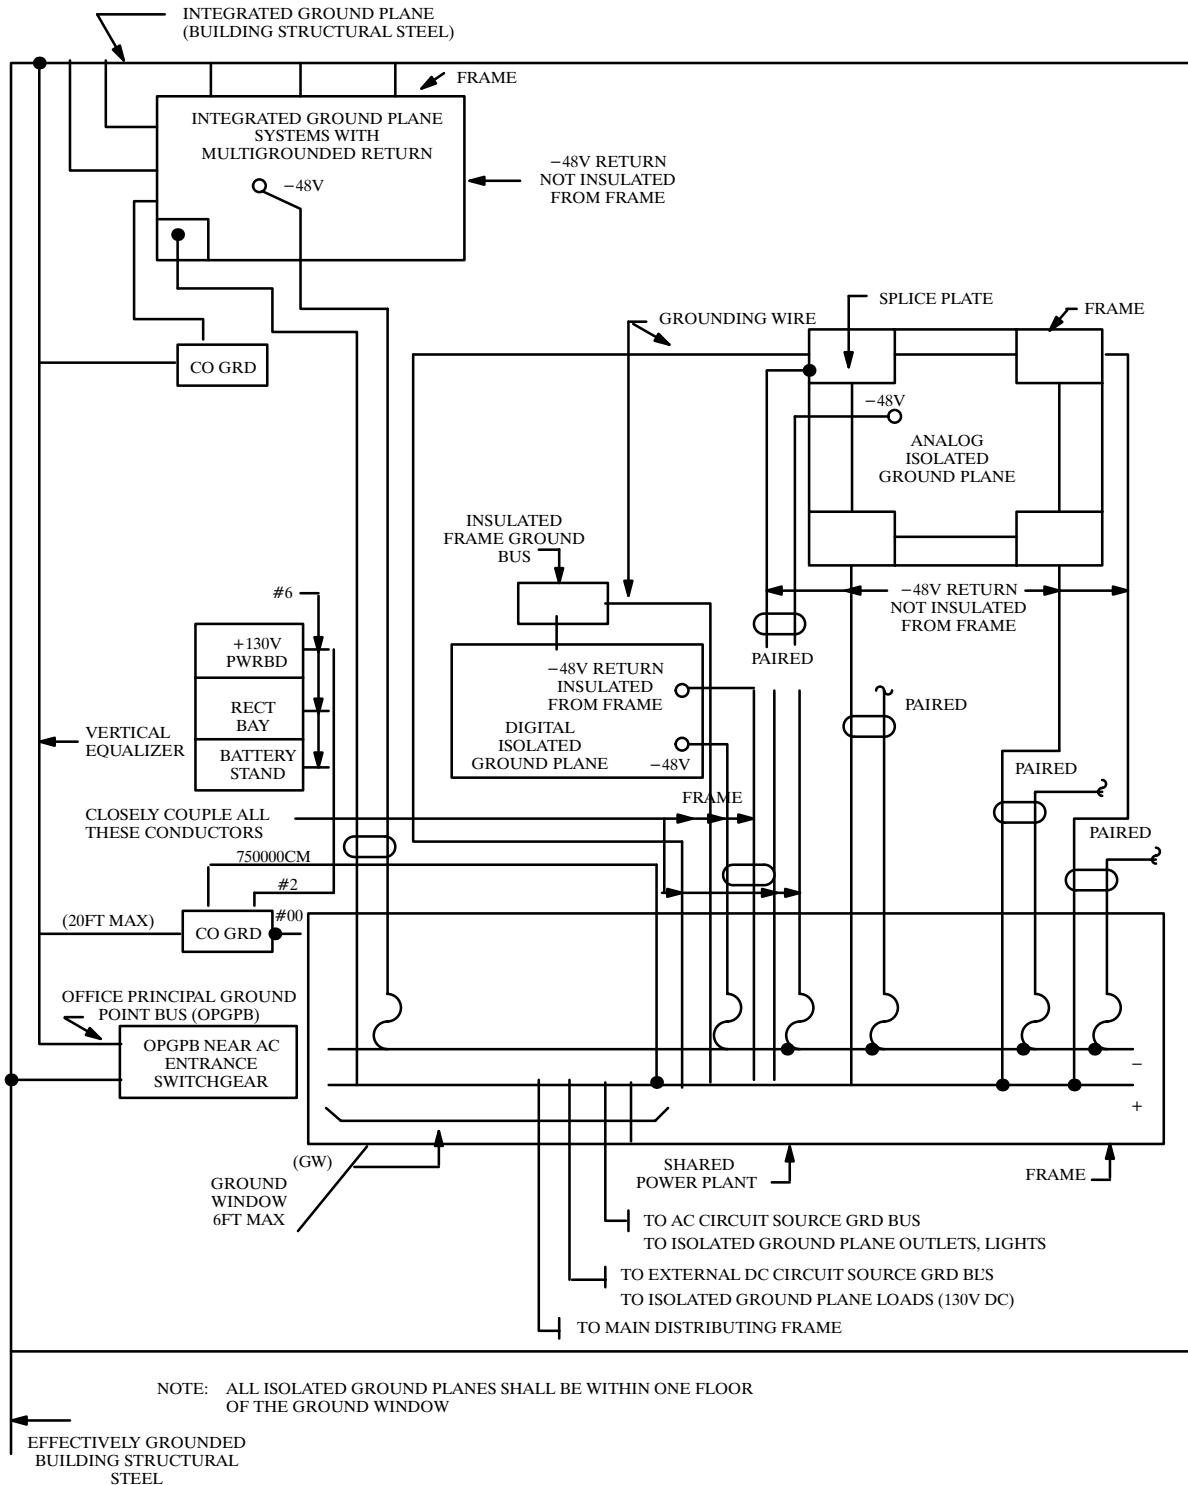 INTEGRATED GROUND PLANE
(BUILDING STRUCTURAL STEEL)
FRAME
INTEGRATED GROUND PLANE
SYSTEMS WITH
MULTIGROUNDED RETURN
−48V
−48V RETURN
NOT INSULATED
FROM FRAME
CO GRD
GROUNDING WIRE
SPLICE PLATE
FRAME
−48V
ANALOG
ISOLATED
GROUND PLANE
INSULATED
FRAME GROUND
BUS
−48V RETURN
NOT INSULATED
FROM FRAME
PAIRED
#6
+130V
PWRBD
RECT
BAY
BATTERY
STAND
VERTICAL
EQUALIZER
−48V RETURN
INSULATED
FROM FRAME
DIGITAL
ISOLATED
GROUND PLANE
−48V
FRAME
PAIRED
PAIRED
PAIRED
CLOSELY COUPLE ALL
THESE CONDUCTORS
750000CM
#2
#00
(20FT MAX)
CO GRD
OFFICE PRINCIPAL GROUND
POINT BUS (OPGPB)
OPGPB NEAR AC
ENTRANCE
SWITCHGEAR
−
+
(GW)
GROUND
WINDOW
6FT MAX
SHARED
POWER PLANT
FRAME
TO AC CIRCUIT SOURCE GRD BUS
TO ISOLATED GROUND PLANE OUTLETS, LIGHTS
TO EXTERNAL DC CIRCUIT SOURCE GRD BL'S
TO ISOLATED GROUND PLANE LOADS (130V DC)
TO MAIN DISTRIBUTING FRAME
NOTE: ALL ISOLATED GROUND PLANES SHALL BE WITHIN ONE FLOOR
OF THE GROUND WINDOW
EFFECTIVELY GROUNDED
BUILDING STRUCTURAL
STEEL